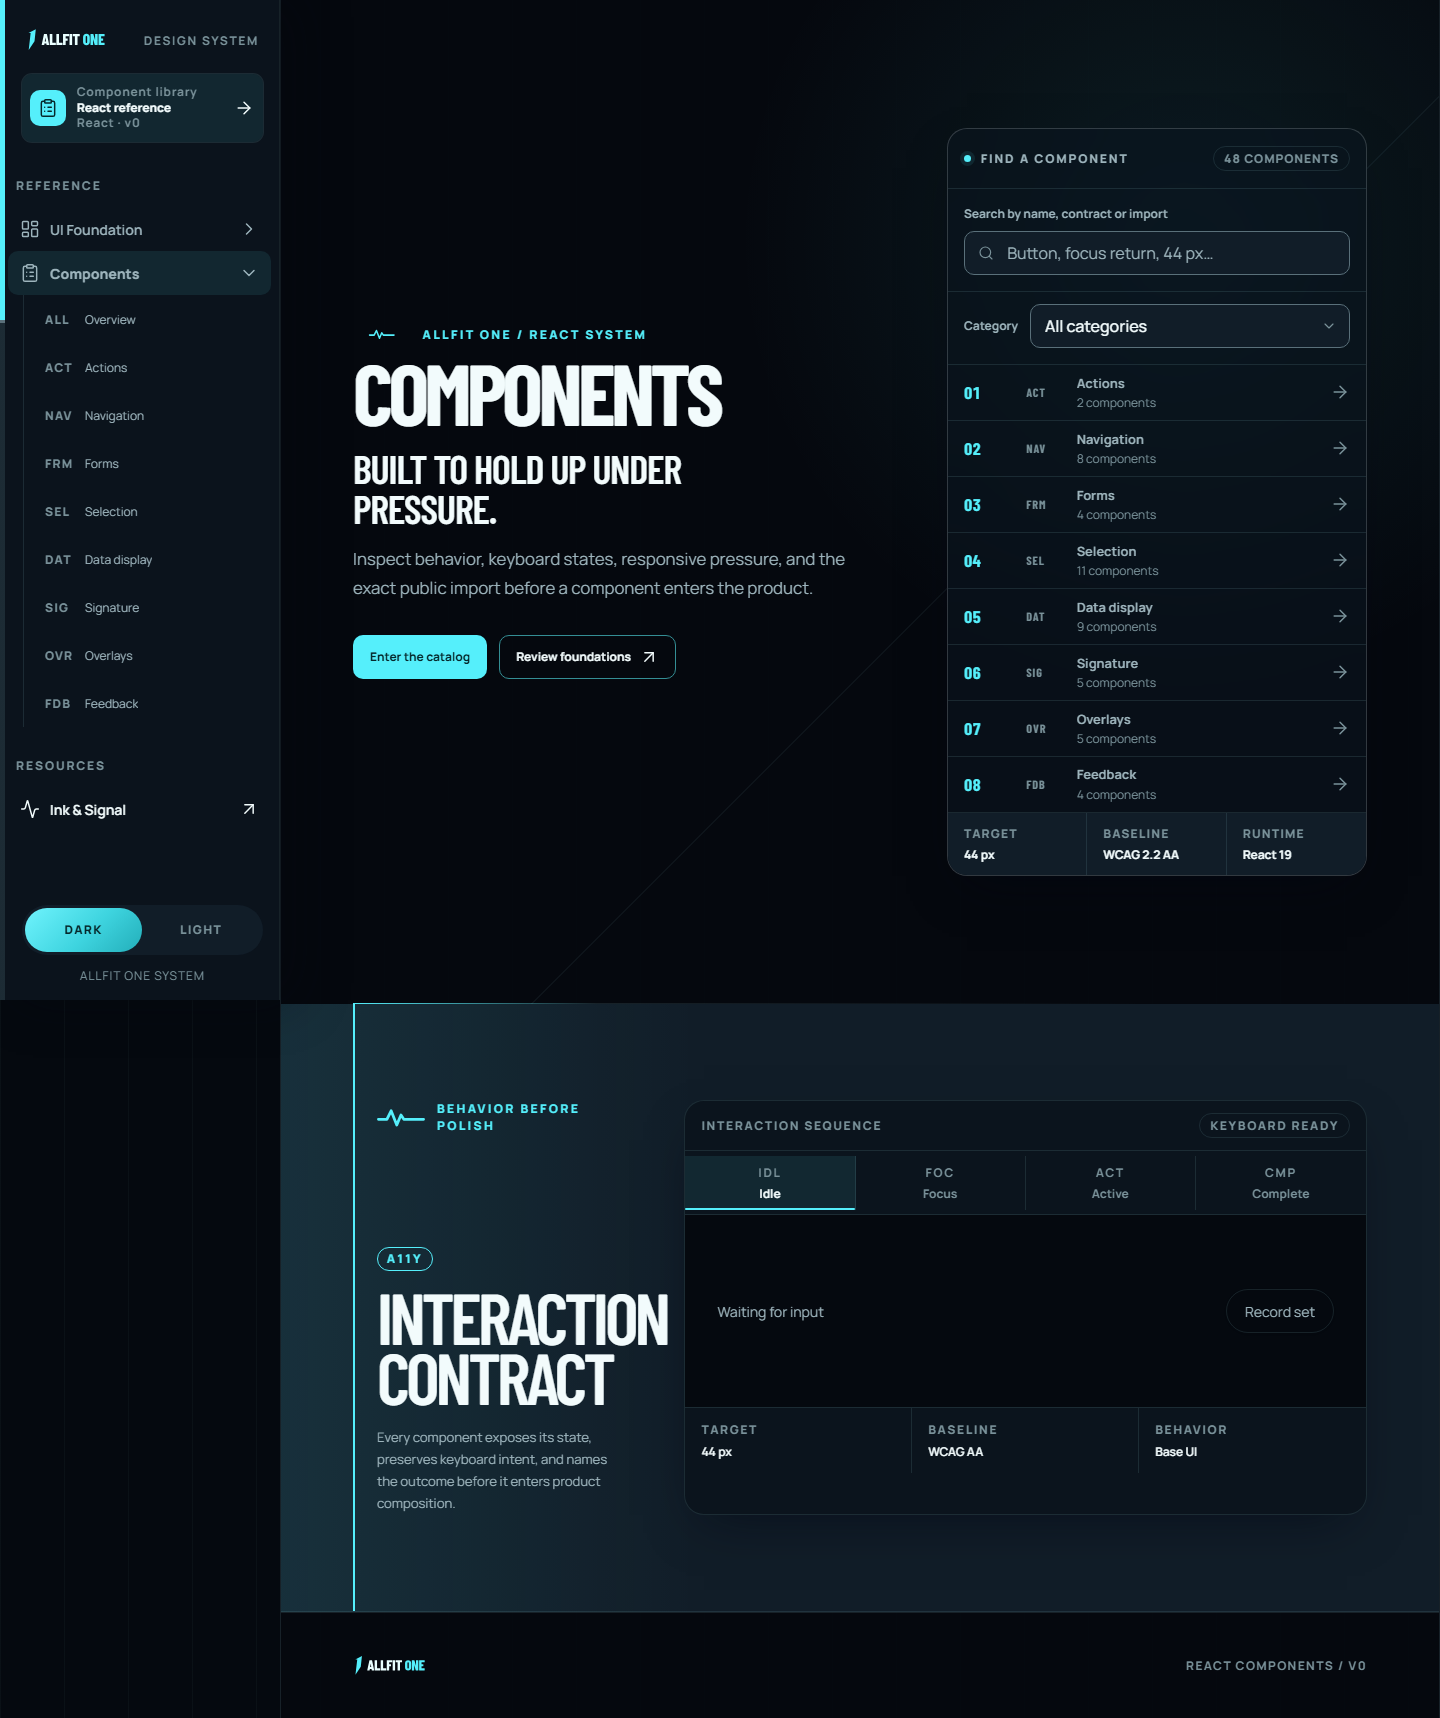 ALLFIT ONE
DESIGN SYSTEM
Component library
React reference
React · v0
REFERENCE
UI Foundation
Components
ALL Overview
ACT Actions
NAV Navigation
FRM Forms
SEL Selection
DAT Data display
SIG Signature
OVR Overlays
FDB Feedback
RESOURCES
Ink & Signal
DARK
LIGHT
ALLFIT ONE SYSTEM
ALLFIT ONE / REACT SYSTEM
COMPONENTS
BUILT TO HOLD UP UNDER
PRESSURE.
Inspect behavior, keyboard states, responsive pressure, and the
exact public import before a component enters the product.
Enter the catalog
Review foundations
FIND A COMPONENT
48 COMPONENTS
Search by name, contract or import
Button, focus return, 44 px...
Category
All categories
01 ACT Actions
2 components
02 NAV Navigation
8 components
03 FRM Forms
4 components
04 SEL Selection
11 components
05 DAT Data display
9 components
06 SIG Signature
5 components
07 OVR Overlays
5 components
08 FDB Feedback
4 components
TARGET
44 px
BASELINE
WCAG 2.2 AA
RUNTIME
React 19
BEHAVIOR BEFORE
POLISH
A11Y
INTERACTION
CONTRACT
Every component exposes its state,
preserves keyboard intent, and names
the outcome before it enters product
composition.
INTERACTION SEQUENCE
KEYBOARD READY
IDL
Idle
FOC
Focus
ACT
Active
CMP
Complete
Waiting for input
Record set
TARGET
44 px
BASELINE
WCAG AA
BEHAVIOR
Base UI
ALLFIT ONE
REACT COMPONENTS / V0